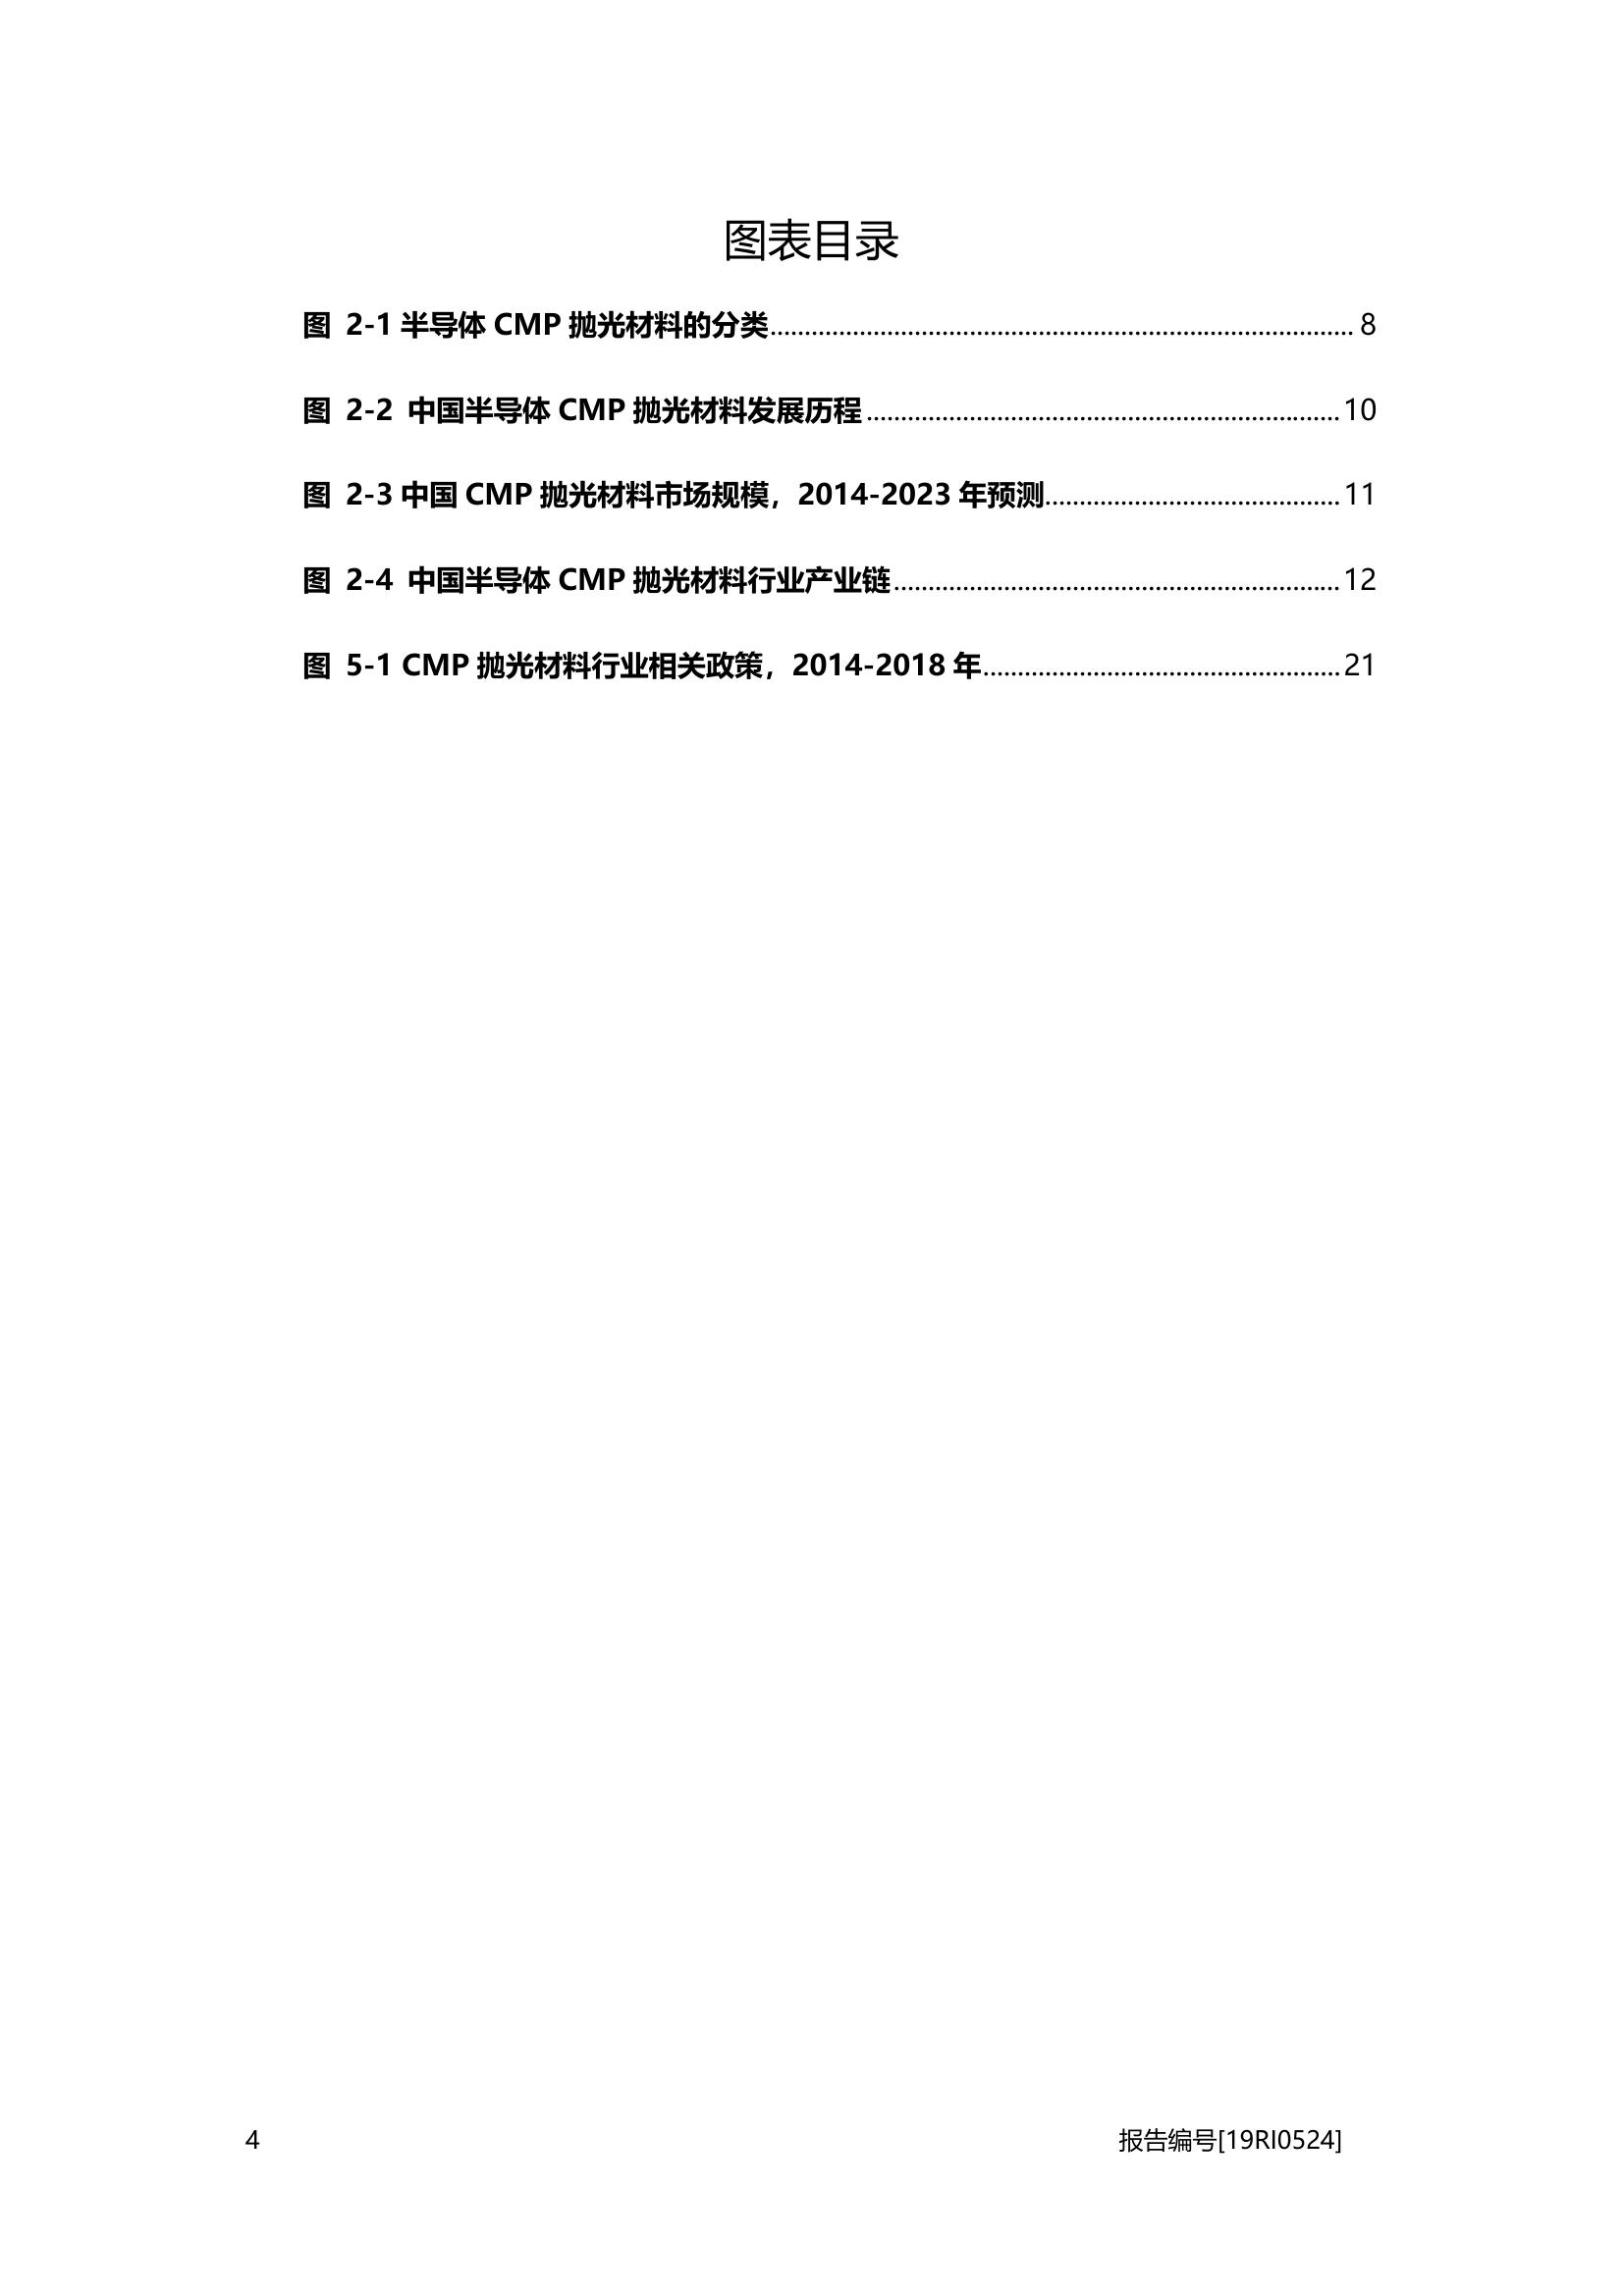 图表目录
图 2-1 半导体 CMP 抛光材料的分类........................................................................................ 8
图 2-2 中国半导体 CMP 抛光材料发展历程 ...................................................................... 10
图 2-3 中国 CMP 抛光材料市场规模，2014-2023 年预测........................................... 11
图 2-4 中国半导体 CMP 抛光材料行业产业链.................................................................. 12
图 5-1 CMP 抛光材料行业相关政策，2014-2018 年..................................................... 21
4 报告编号[19RI0524]